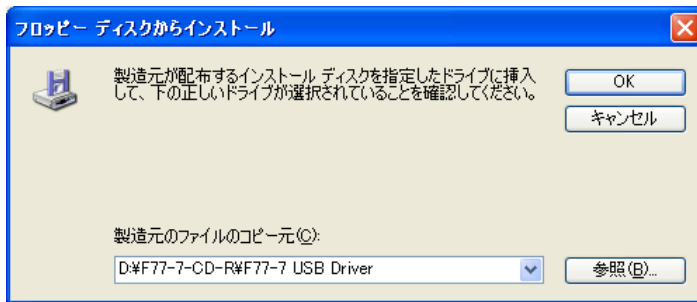 フロッピー ディスクからインストール
製造元が配布するインストール ディスクを指定したドライブに挿入
して、下の正しいドライブが選択されていることを確認してください。
OK
キャンセル
製造元のファイルのコピー元(C):
D:¥F77-7-CD-R¥F77-7 USB Driver
参照(B)...